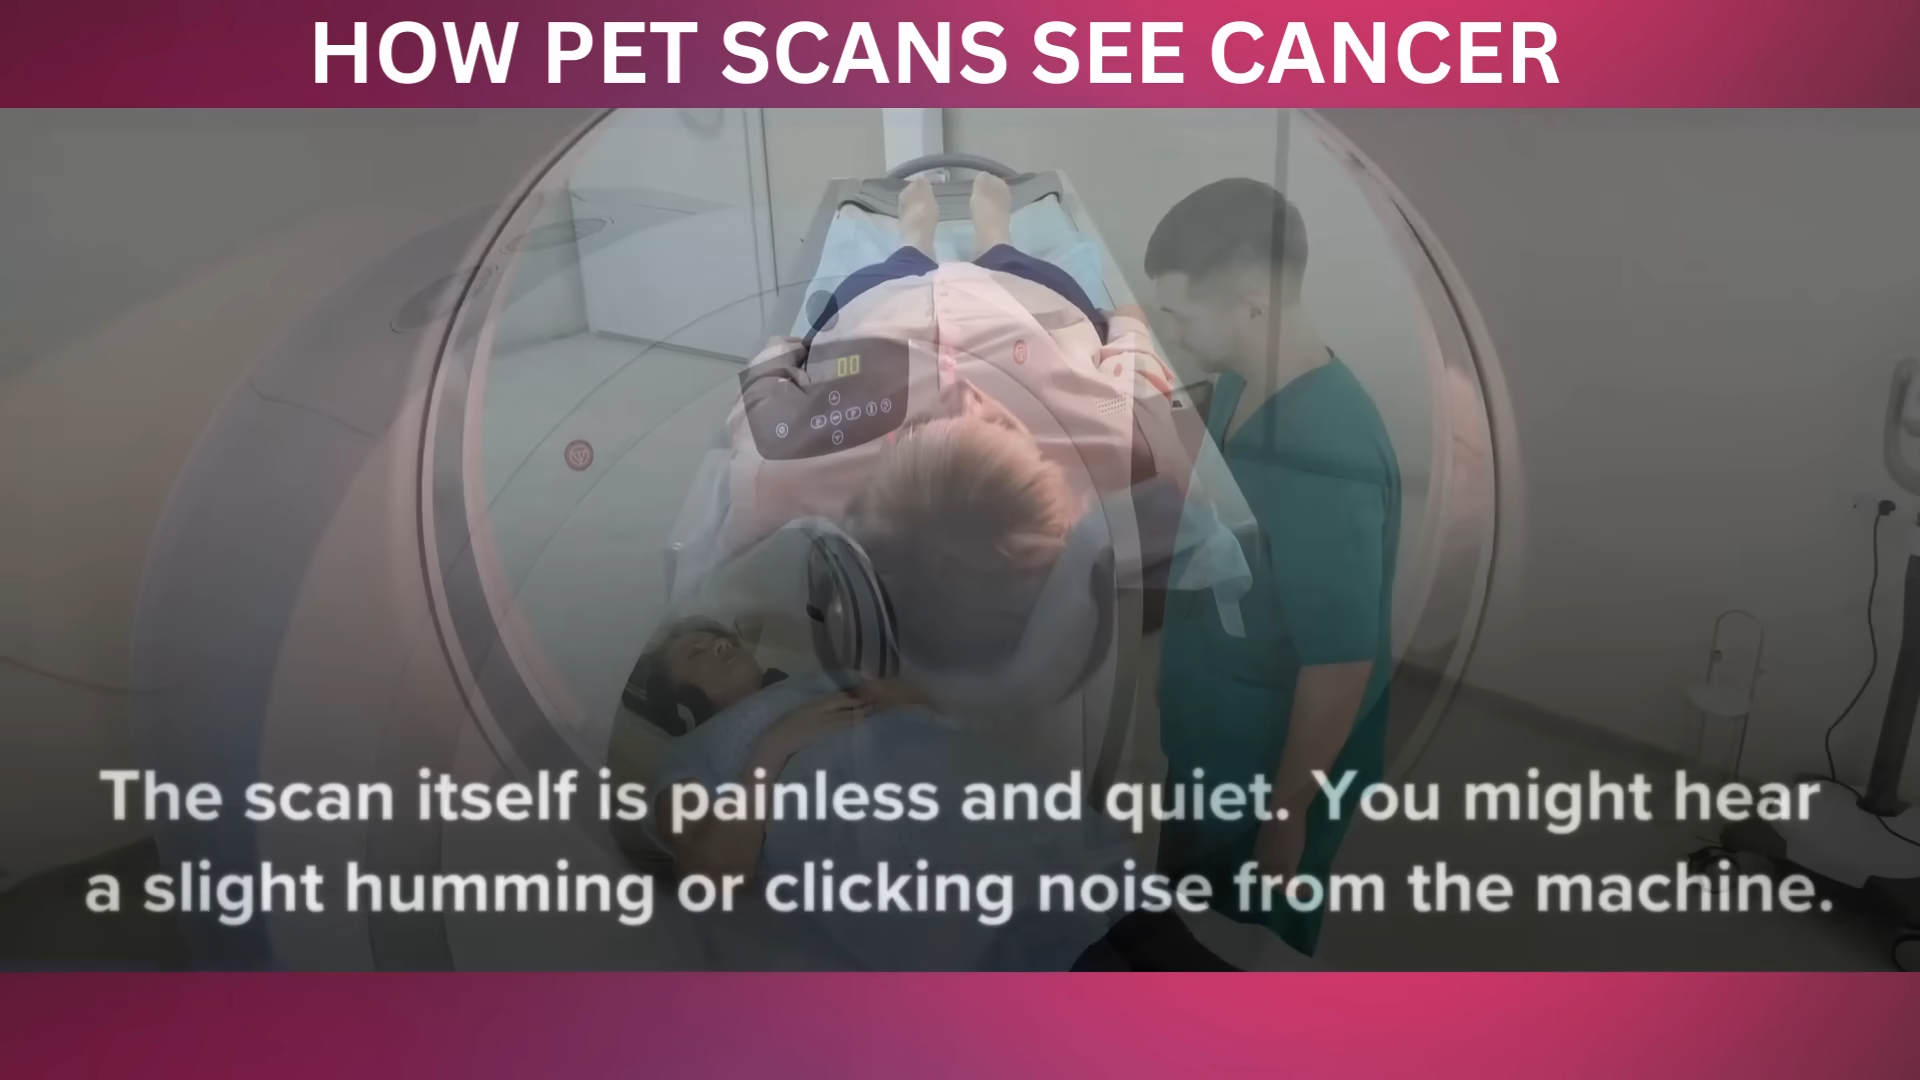 HOW PET SCANS SEE CANCER
00
The scan itself is painless and quiet. You might hear
a slight humming or clicking noise from the machine.